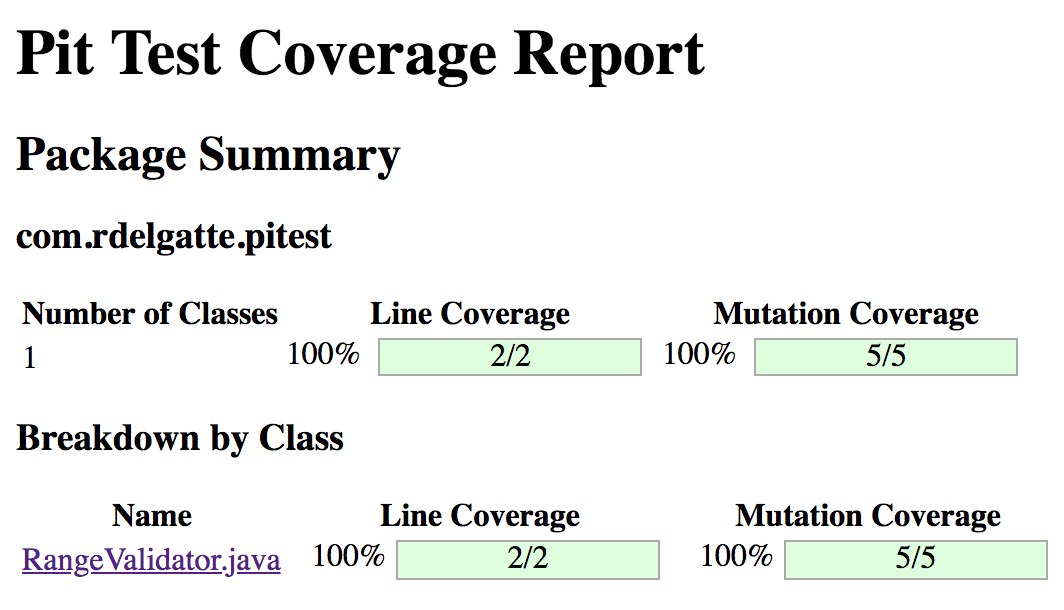 Pit Test Coverage Report
Package Summary
com.rdelgatte.pitest
Number of Classes Line Coverage Mutation Coverage
1 100% 2/2 100% 5/5
Breakdown by Class
Name Line Coverage Mutation Coverage
RangeValidator.java 100% 2/2 100% 5/5